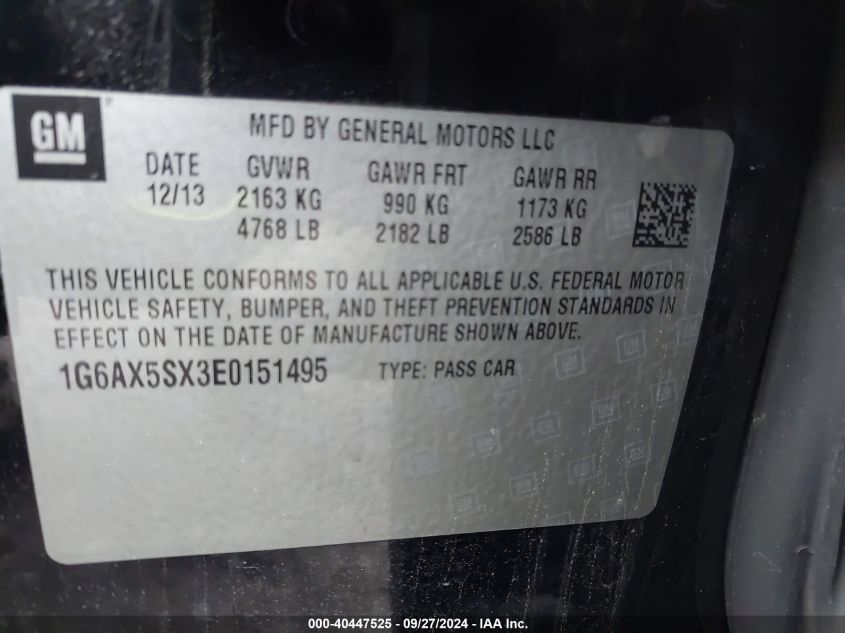 GM
MFD BY GENERAL MOTORS LLC
DATE GVWR GAWR FRT GAWR RR
12/13 2163 KG 990 KG 1173 KG
4768 LB 2182 LB 2586 LB
THIS VEHICLE CONFORMS TO ALL APPLICABLE U.S. FEDERAL MOTOR
VEHICLE SAFETY, BUMPER, AND THEFT PREVENTION STANDARDS IN
EFFECT ON THE DATE OF MANUFACTURE SHOWN ABOVE.
1G6AX5SX3E0151495 TYPE: PASS CAR
000-40447525 - 09/27/2024 - IAA Inc.